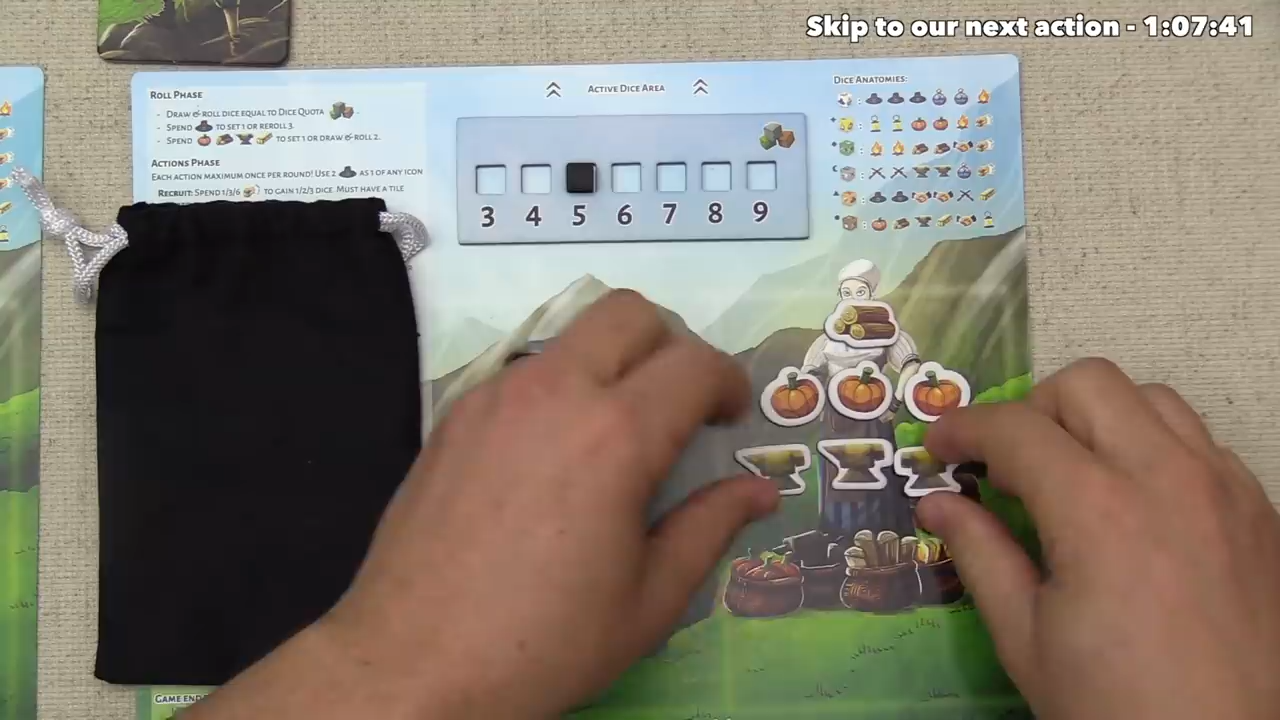 Skip to our next action - 1:07:41
ROLL PHASE
- DRAW & ROLL DICE EQUAL TO DICE QUOTA
- SPEND TO SET 1 OR REROLL 3.
- SPEND TO SET 1 OR DRAW & ROLL 2.
ACTIONS PHASE
EACH ACTION MAXIMUM ONCE PER ROUND! USE 2 AS 1 OF ANY ICON
RECRUIT: SPEND 1/3/6 TO GAIN 1/2/3 DICE. MUST HAVE A TILE
ACTIVE DICE AREA
3 4 5 6 7 8 9
DICE ANATOMIES:
GAME END